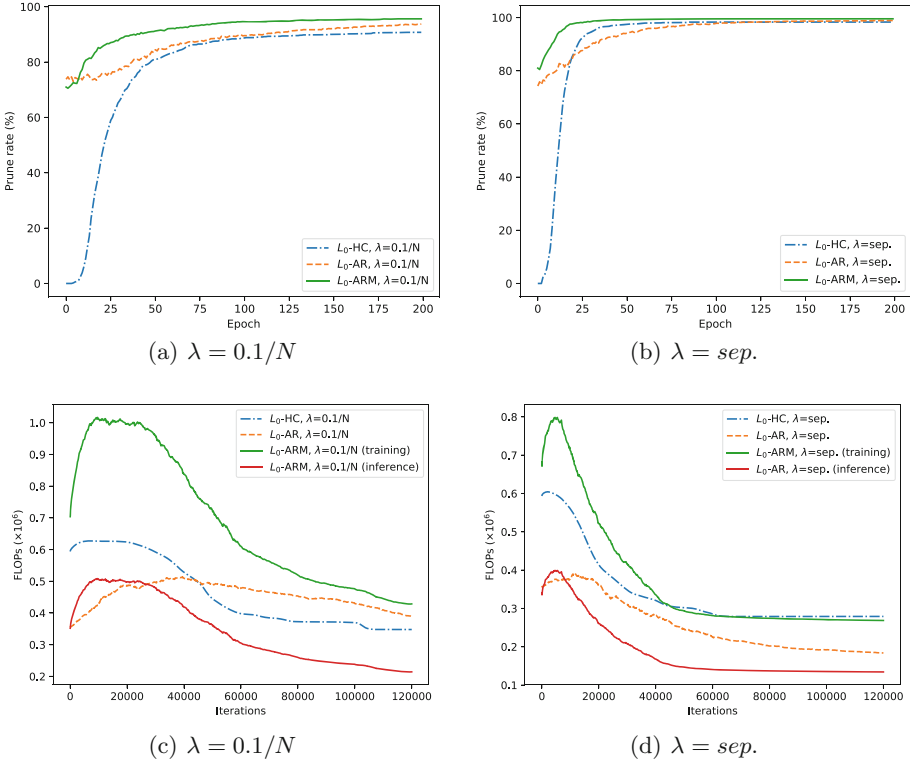 100
80
60
40
20
0
Prune rate (%)
L₀-HC, λ=0.1/N
L₀-AR, λ=0.1/N
L₀-ARM, λ=0.1/N
0 25 50 75 100 125 150 175 200
Epoch
(a) λ = 0.1/N
100
80
60
40
20
0
Prune rate (%)
L₀-HC, λ=sep.
L₀-AR, λ=sep.
L₀-ARM, λ=sep.
0 25 50 75 100 125 150 175 200
Epoch
(b) λ = sep.
1.0
0.9
0.8
0.7
0.6
0.5
0.4
0.3
0.2
FLOPs (×10⁶)
L₀-HC, λ=0.1/N
L₀-AR, λ=0.1/N
L₀-ARM, λ=0.1/N (training)
L₀-ARM, λ=0.1/N (inference)
0 20000 40000 60000 80000 100000 120000
Iterations
(c) λ = 0.1/N
0.8
0.7
0.6
0.5
0.4
0.3
0.2
0.1
FLOPs (×10⁶)
L₀-HC, λ=sep.
L₀-AR, λ=sep.
L₀-ARM, λ=sep. (training)
L₀-AR, λ=sep. (inference)
0 20000 40000 60000 80000 100000 120000
Iterations
(d) λ = sep.